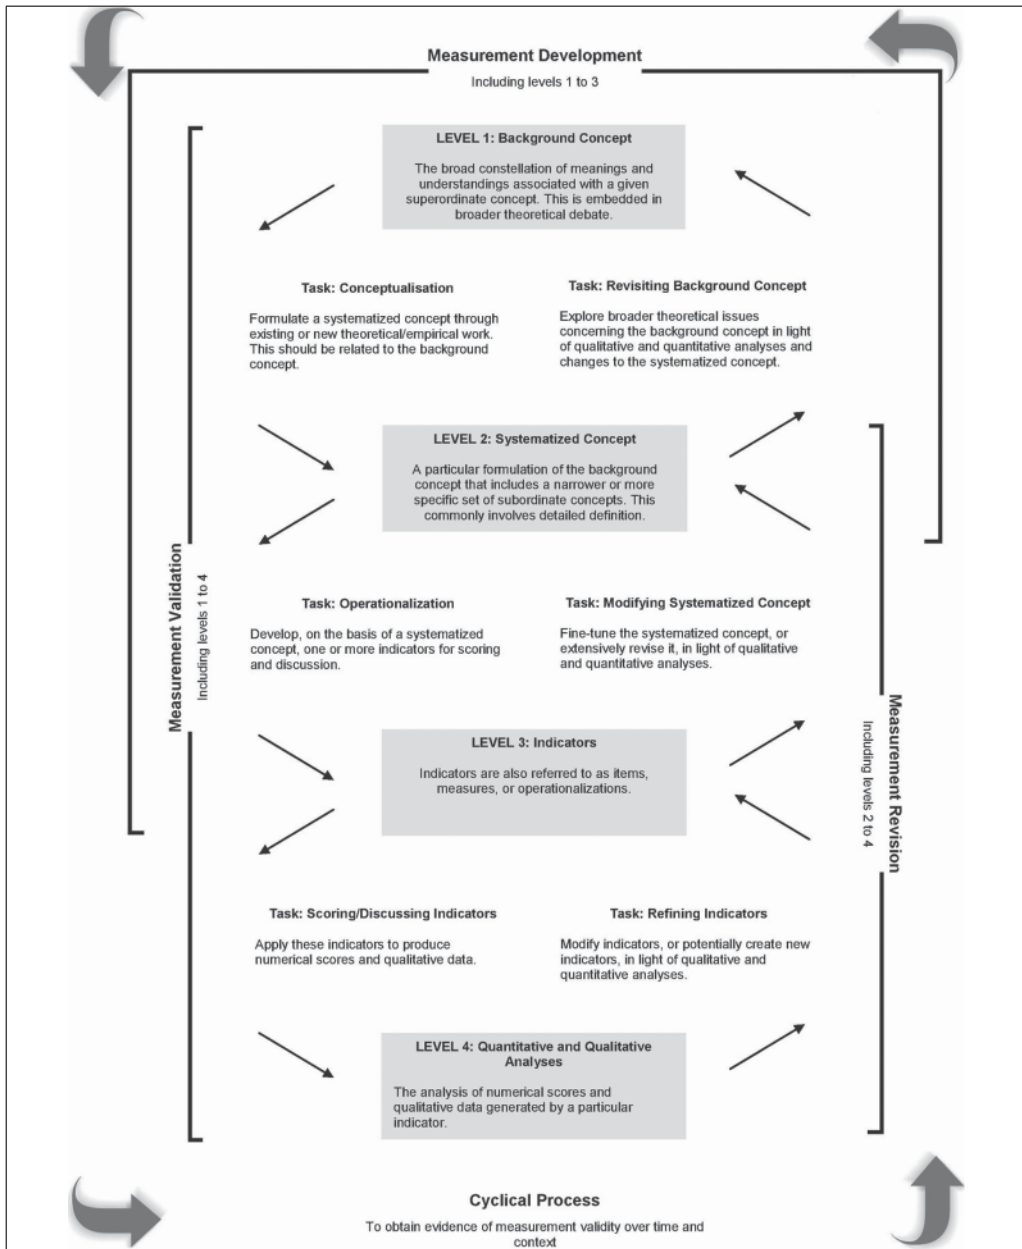 Measurement Development
Including levels 1 to 3
LEVEL 1: Background Concept
The broad constellation of meanings and
understandings associated with a given
superordinate concept. This is embedded in
broader theoretical debate.
Task: Conceptualisation
Formulate a systematized concept through
existing or new theoretical/empirical work.
This should be related to the background
concept.
Task: Revisiting Background Concept
Explore broader theoretical issues
concerning the background concept in light
of qualitative and quantitative analyses and
changes to the systematized concept.
LEVEL 2: Systematized Concept
A particular formulation of the background
concept that includes a narrower or more
specific set of subordinate concepts. This
commonly involves detailed definition.
Measurement Validation
Including levels 1 to 4
Task: Operationalization
Develop, on the basis of a systematized
concept, one or more indicators for scoring
and discussion.
Task: Modifying Systematized Concept
Fine-tune the systematized concept, or
extensively revise it, in light of qualitative
and quantitative analyses.
Measurement Revision
Including levels 2 to 4
LEVEL 3: Indicators
Indicators are also referred to as items,
measures, or operationalizations.
Task: Scoring/Discussing Indicators
Apply these indicators to produce
numerical scores and qualitative data.
Task: Refining Indicators
Modify indicators, or potentially create new
indicators, in light of qualitative and
quantitative analyses.
LEVEL 4: Quantitative and Qualitative
Analyses
The analysis of numerical scores and
qualitative data generated by a particular
indicator.
Cyclical Process
To obtain evidence of measurement validity over time and
context